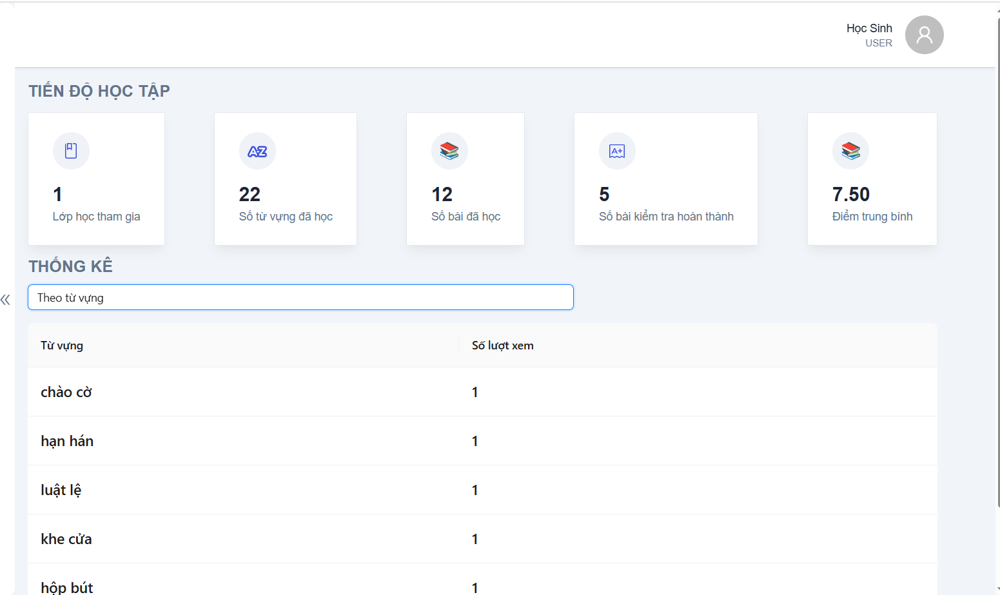 Học Sinh
USER
TIẾN ĐỘ HỌC TẬP
1
Lớp học tham gia
AZ
22
Số từ vựng đã học
12
Số bài đã học
A+
5
Số bài kiểm tra hoàn thành
7.50
Điểm trung bình
THỐNG KÊ
Theo từ vựng
Từ vựng Số lượt xem
chào cờ 1
hạn hán 1
luật lệ 1
khe cửa 1
hộp bút 1